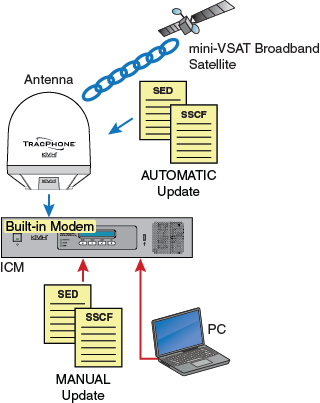 mini-VSAT Broadband
Satellite
Antenna
SED
SSCF
TRACPHONE
KVH
AUTOMATIC
Update
Built-in Modem
KVH
ICM
SED
SSCF
PC
MANUAL
Update